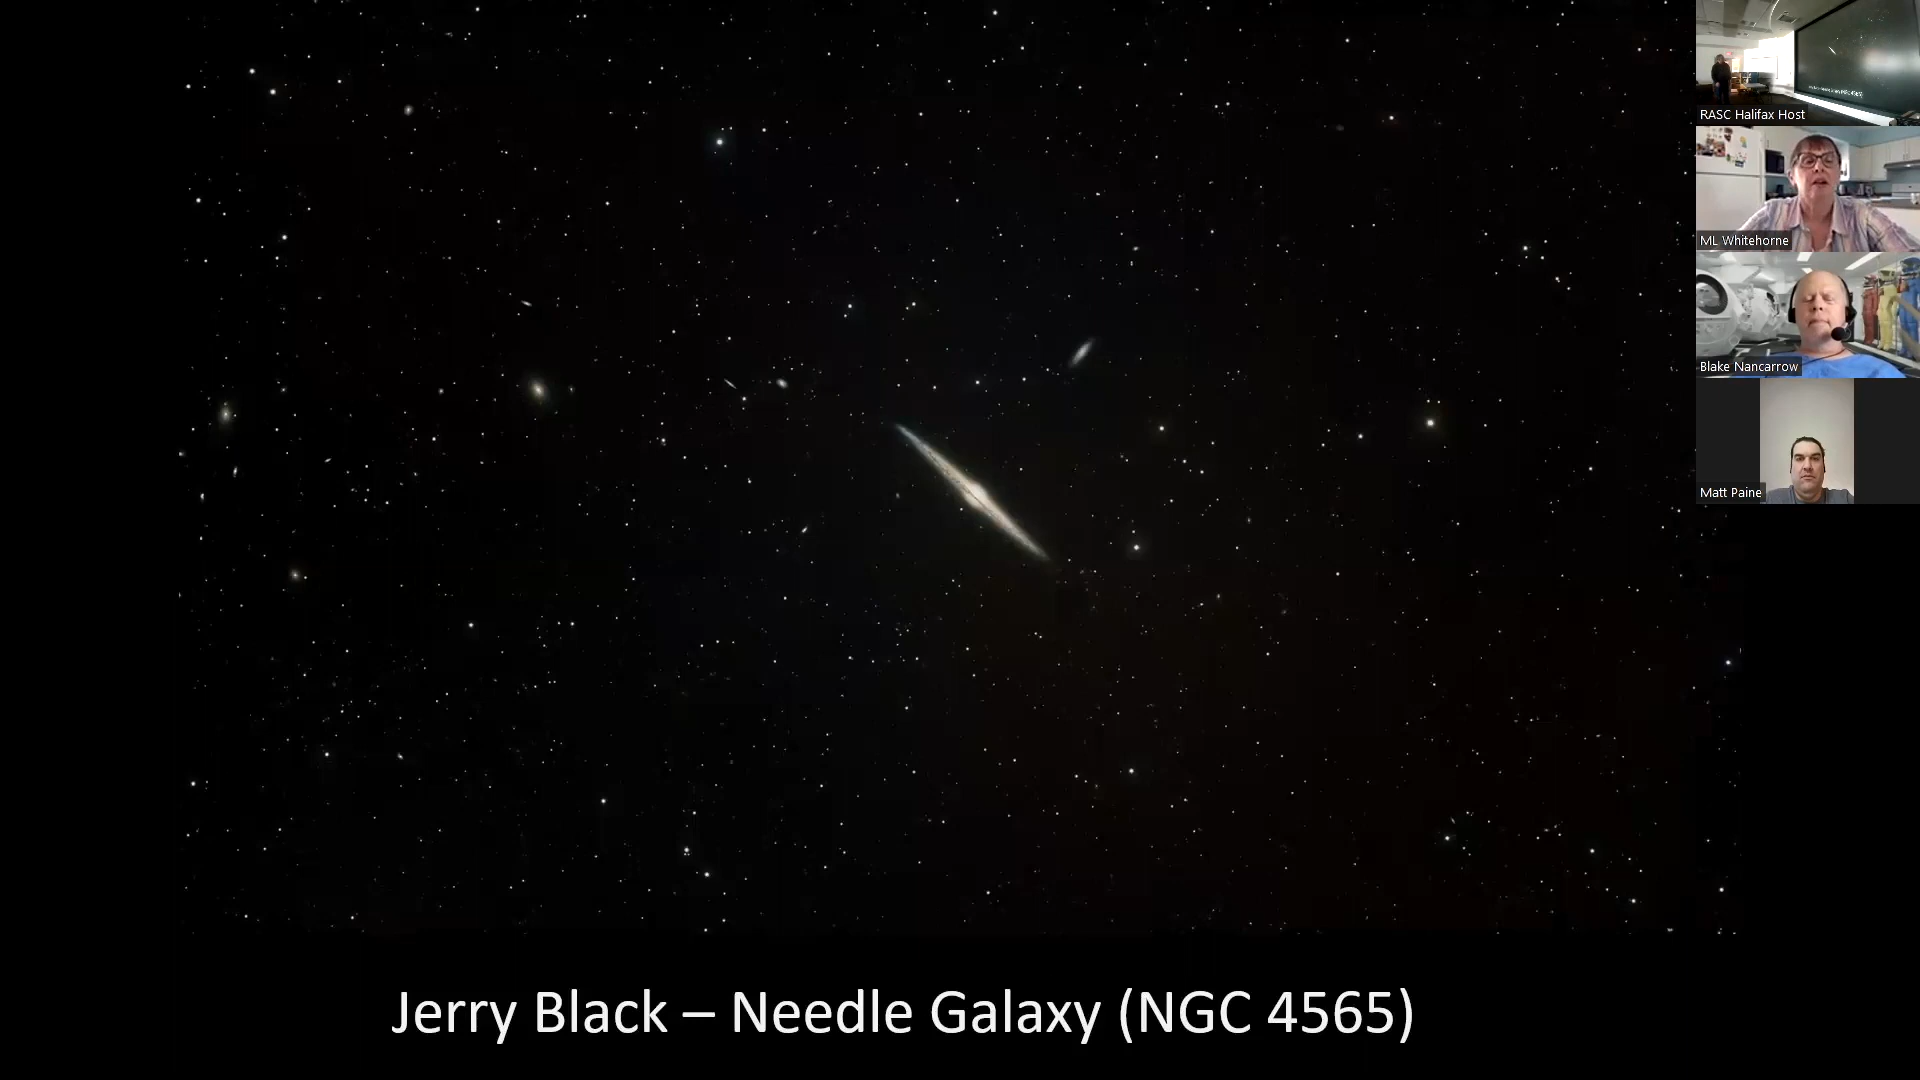 RASC Halifax Host
ML Whitehorne
Blake Nancarrow
Matt Paine
Jerry Black – Needle Galaxy (NGC 4565)